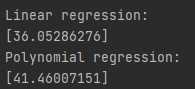 Linear regression:
[36.05286276]
Polynomial regression:
[41.46007151]